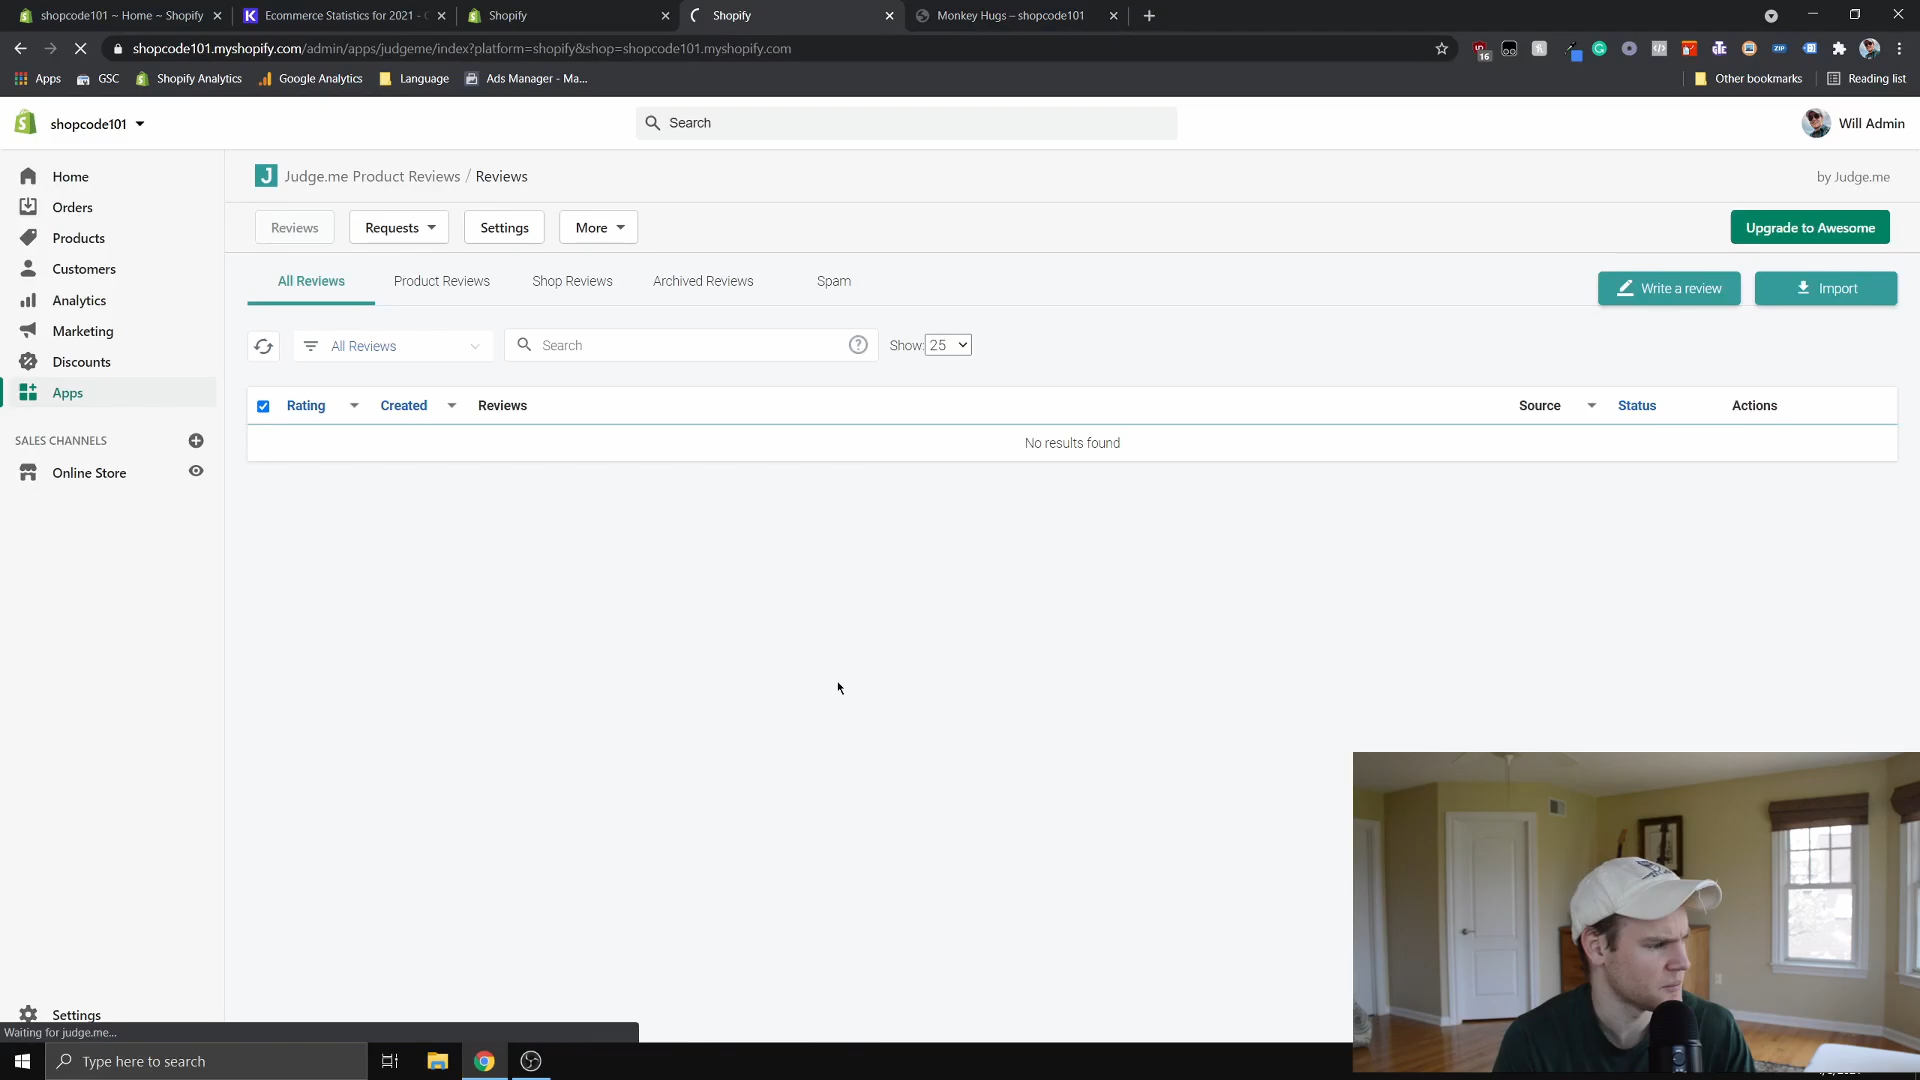 shopcode101 ~ Home ~ Shopify
Ecommerce Statistics for 2021 -
Shopify
Shopify
Monkey Hugs – shopcode101
shopcode101.myshopify.com/admin/apps/judgeme/index?platform=shopify&shop=shopcode101.myshopify.com
16
ZIP
Apps
GSC
Shopify Analytics
Google Analytics
Language
Ads Manager - Ma...
Other bookmarks
Reading list
shopcode101
Search
Will Admin
Home
Orders
Products
Customers
Analytics
Marketing
Discounts
Apps
SALES CHANNELS
Online Store
Settings
J Judge.me Product Reviews / Reviews
by Judge.me
Reviews
Requests
Settings
More
Upgrade to Awesome
All Reviews
Product Reviews
Shop Reviews
Archived Reviews
Spam
Write a review
Import
All Reviews
Search
Show: 25
Rating
Created
Reviews
Source
Status
Actions
No results found
Waiting for judge.me...
Type here to search